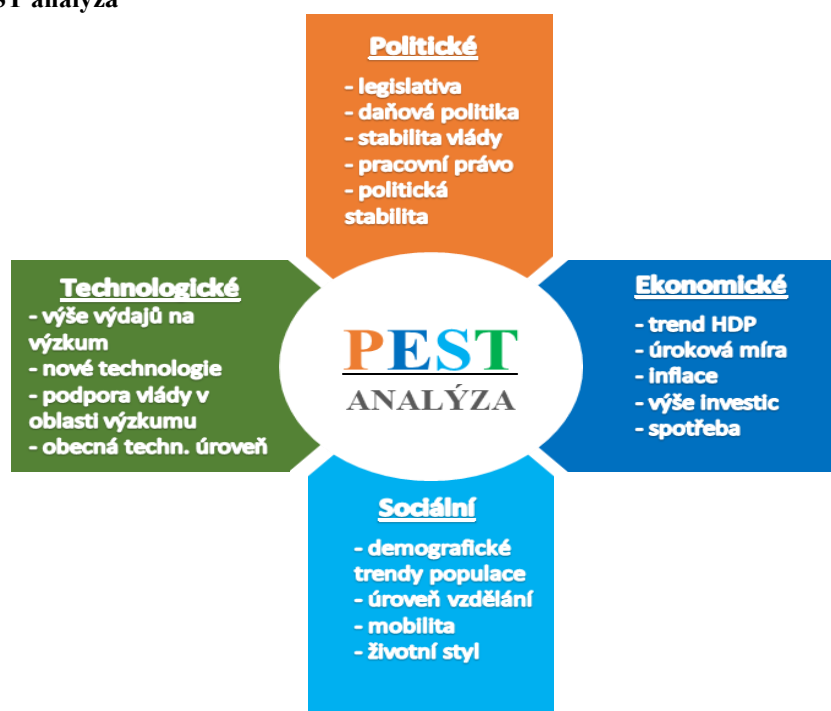 ST analýza
Politické
- legislativa
- daňová politika
- stabilita vlády
- pracovní právo
- politická
stabilita
Technologické
- výše výdajů na
výzkum
- nové technologie
- podpora vlády v
oblasti výzkumu
- obecná techn. úroveň
PEST
ANALÝZA
Ekonomické
- trend HDP
- úroková míra
- inflace
- výše investic
- spotřeba
Sociální
- demografické
trendy populace
- úroveň vzdělání
- mobilita
- životní styl